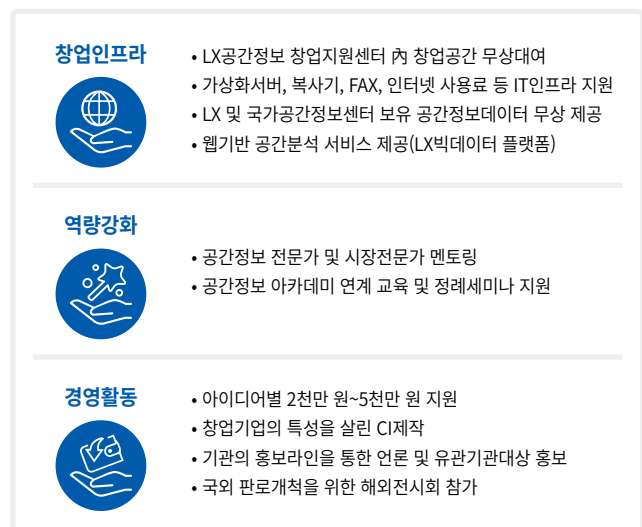 창업인프라
• LX공간정보 창업지원센터 內 창업공간 무상대여
• 가상화서버, 복사기, FAX, 인터넷 사용료 등 IT인프라 지원
• LX 및 국가공간정보센터 보유 공간정보데이터 무상 제공
• 웹기반 공간분석 서비스 제공(LX빅데이터 플랫폼)
역량강화
• 공간정보 전문가 및 시장전문가 멘토링
• 공간정보 아카데미 연계 교육 및 정례세미나 지원
경영활동
• 아이디어별 2천만 원~5천만 원 지원
• 창업기업의 특성을 살린 CI제작
• 기관의 홍보라인을 통한 언론 및 유관기관대상 홍보
• 국외 판로개척을 위한 해외전시회 참가